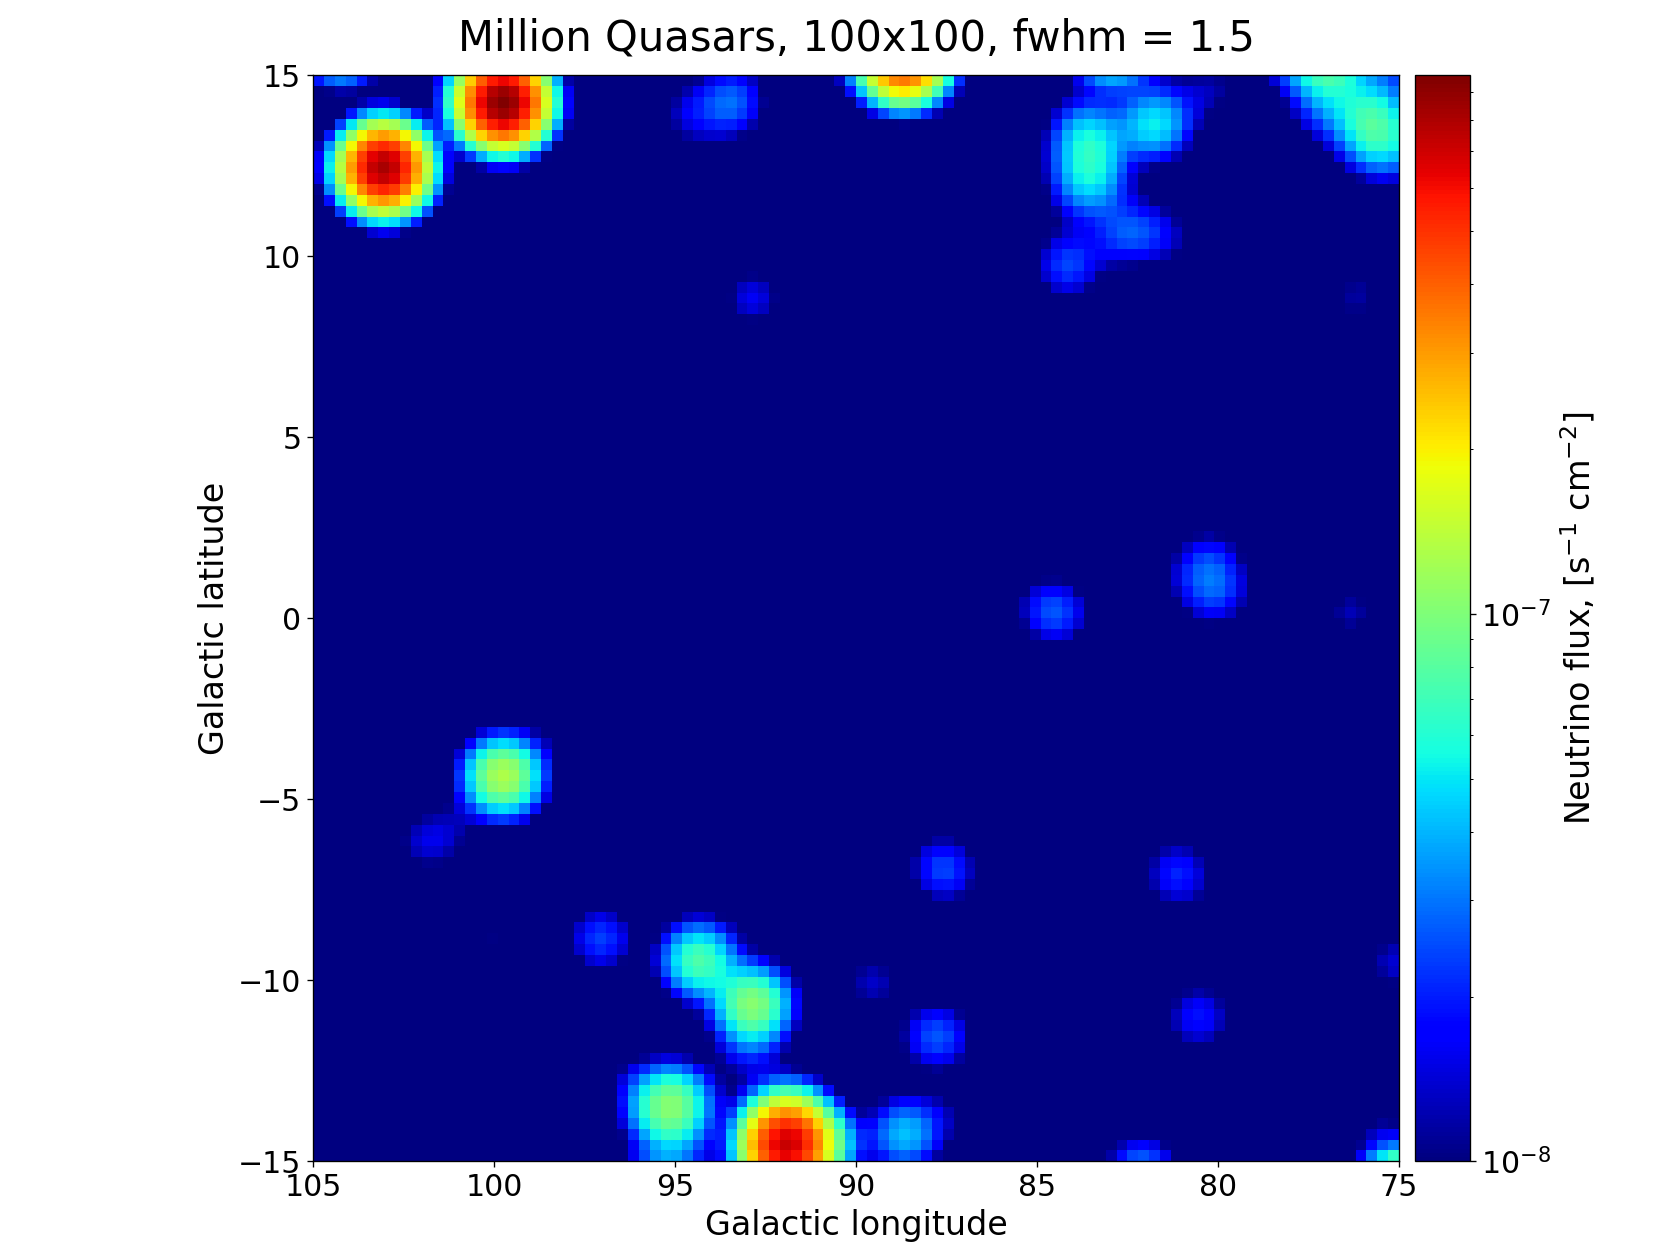 Million Quasars, 100x100, fwhm = 1.5
15
10
5
0
−5
−10
−15
Galactic latitude
105 100 95 90 85 80 75
Galactic longitude
10⁻⁷
10⁻⁸
Neutrino flux, [s⁻¹ cm⁻²]